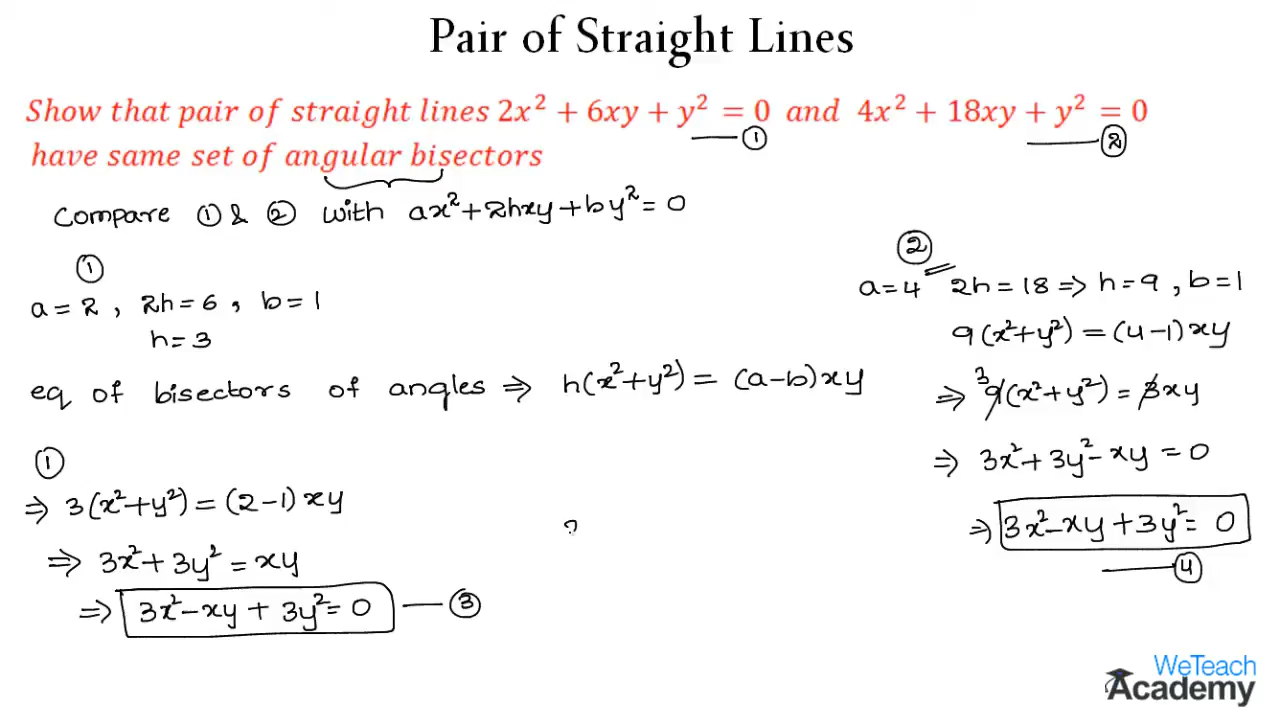 Pair of Straight Lines
Show that pair of straight lines 2x² + 6xy + y² = 0 and 4x² + 18xy + y² = 0
① ②
have same set of angular bisectors
Compare ① & ② with ax²+2hxy+by²=0
①
a=2, 2h=6, b=1
h=3
eq of bisectors of angles ⇒ h(x²+y²)=(a-b)xy
①
⇒ 3(x²+y²)=(2-1)xy
⇒ 3x²+3y²=xy
⇒ 3x²-xy+3y²=0 — ③
2
②
a=4 2h=18 ⇒ h=9, b=1
9(x²+y²)=(4-1)xy
⇒ 3 9(x²+y²)=3xy
⇒ 3x²+3y²-xy=0
⇒ 3x²-xy+3y²=0
— ④
WeTeach
Academy